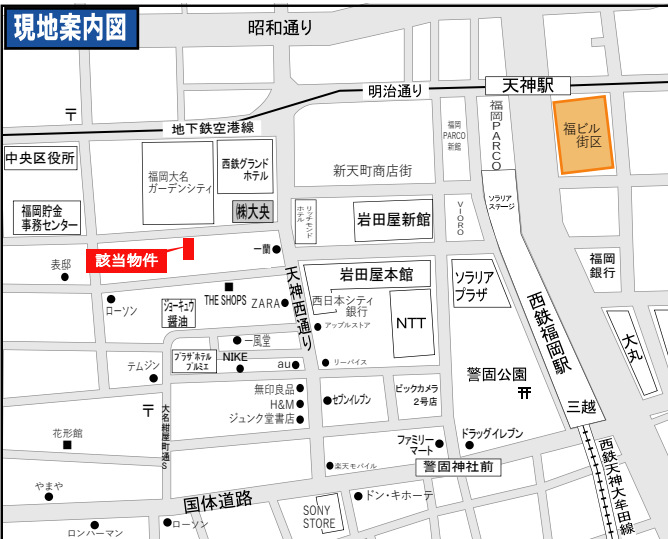 現地案内図
昭和通り
明治通り
天神駅
〒
地下鉄空港線
中央区役所
福岡大名
ガーデンシティ
西鉄グランド
ホテル
新天町商店街
福岡
PARCO
新館
福岡PARCO
福ビル
街区
福岡貯金
事務センター
㈱大央
リッチモンド
ホテル
岩田屋新館
VIORO
ソラリア
ステージ
該当物件
一蘭
表邸
天神西通り
岩田屋本館
ソラリア
プラザ
福岡
銀行
ローソン
ジョーキュウ
醤油
THE SHOPS
ZARA
西日本シティ
銀行
アップルストア
NTT
西鉄福岡駅
大丸
一風堂
プラザホテル
プルミエ
NIKE
au
リーバイス
テムジン
警固公園
〒
大名紺屋町通S
無印良品
H&M
ジュンク堂書店
セブンイレブン
ビックカメラ
2号店
三越
花形館
ファミリー
マート
ドラッグイレブン
警固神社前
楽天モバイル
西鉄天神大牟田線
やまや
国体道路
SONY
STORE
ドン・キホーテ
ロンハーマン
ローソン